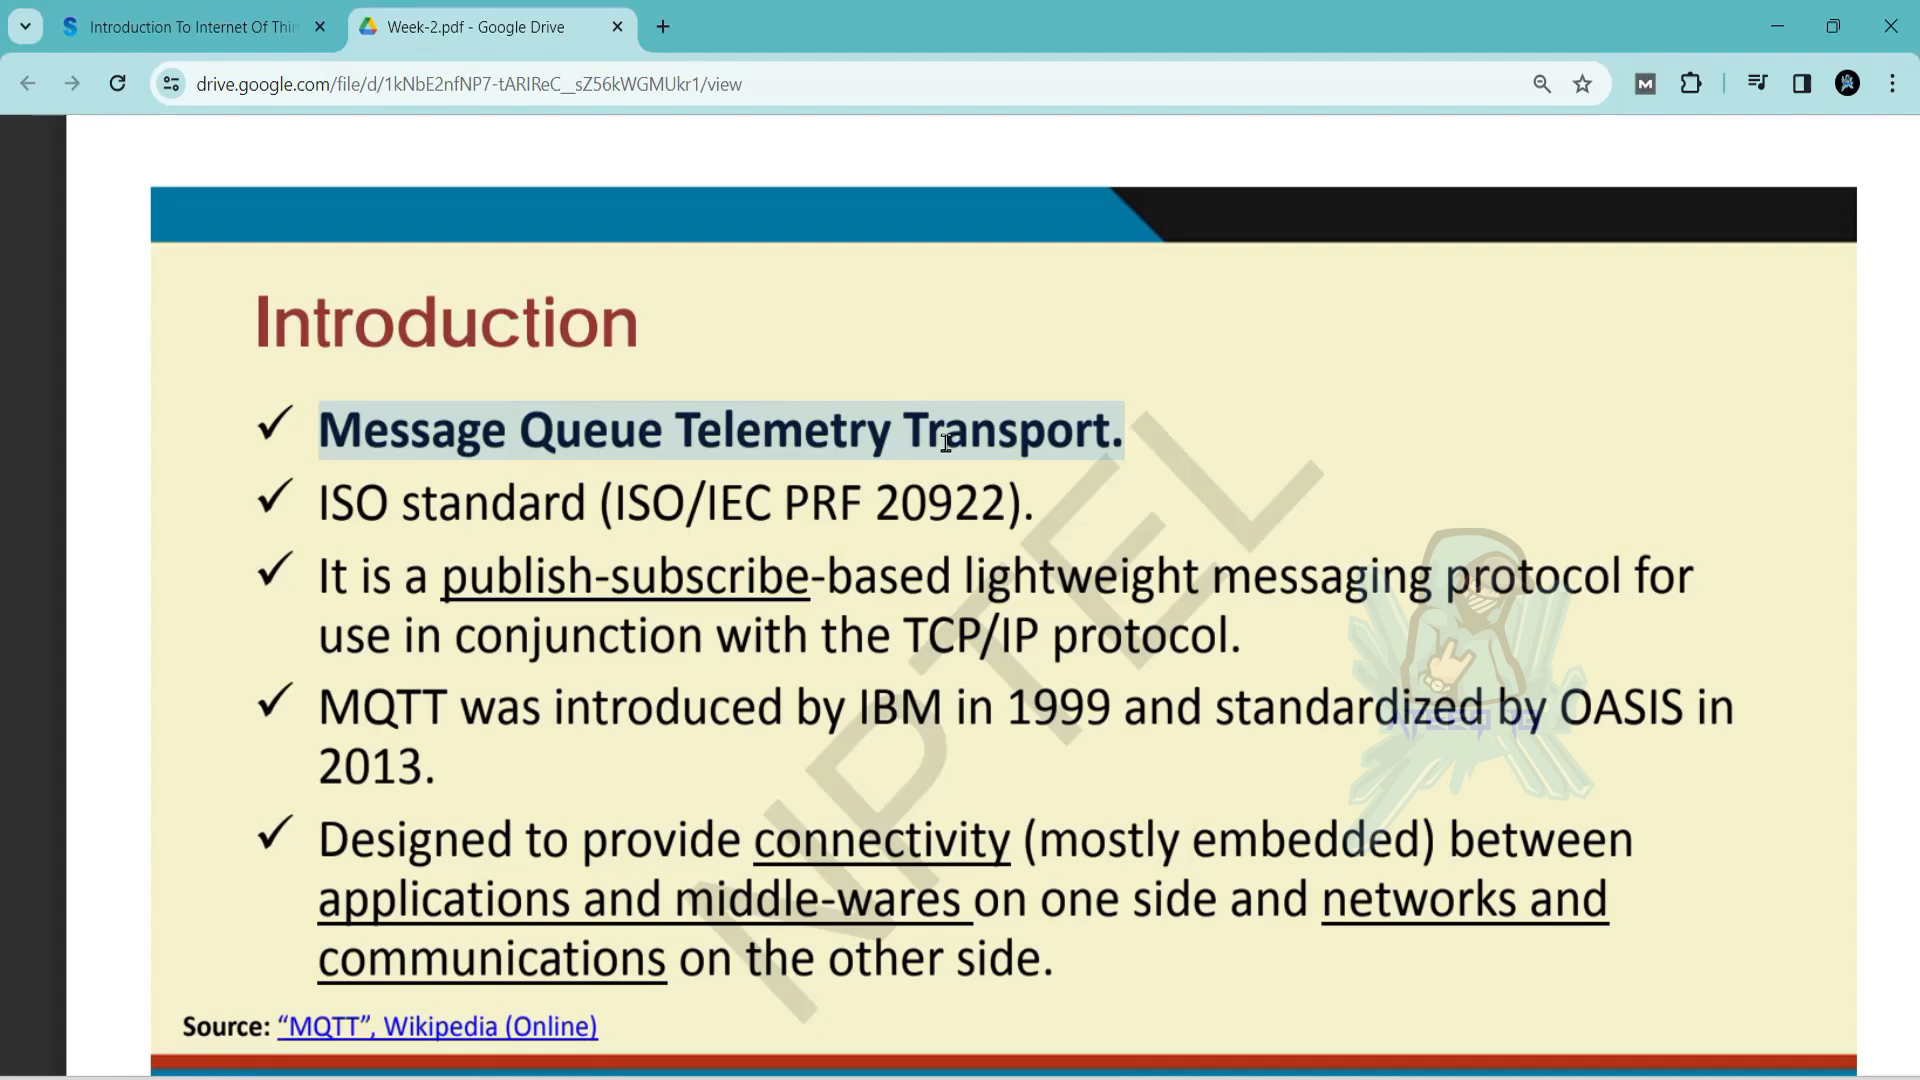 Introduction To Internet Of Thin
Week-2.pdf - Google Drive
drive.google.com/file/d/1kNbE2nfNP7-tARIReC__sZ56kWGMUkr1/view
M
Introduction
✓ Message Queue Telemetry Transport.
✓ ISO standard (ISO/IEC PRF 20922).
✓ It is a publish-subscribe-based lightweight messaging protocol for
use in conjunction with the TCP/IP protocol.
✓ MQTT was introduced by IBM in 1999 and standardized by OASIS in
2013.
✓ Designed to provide connectivity (mostly embedded) between
applications and middle-wares on one side and networks and
communications on the other side.
Source: “MQTT”, Wikipedia (Online)
NPTEL